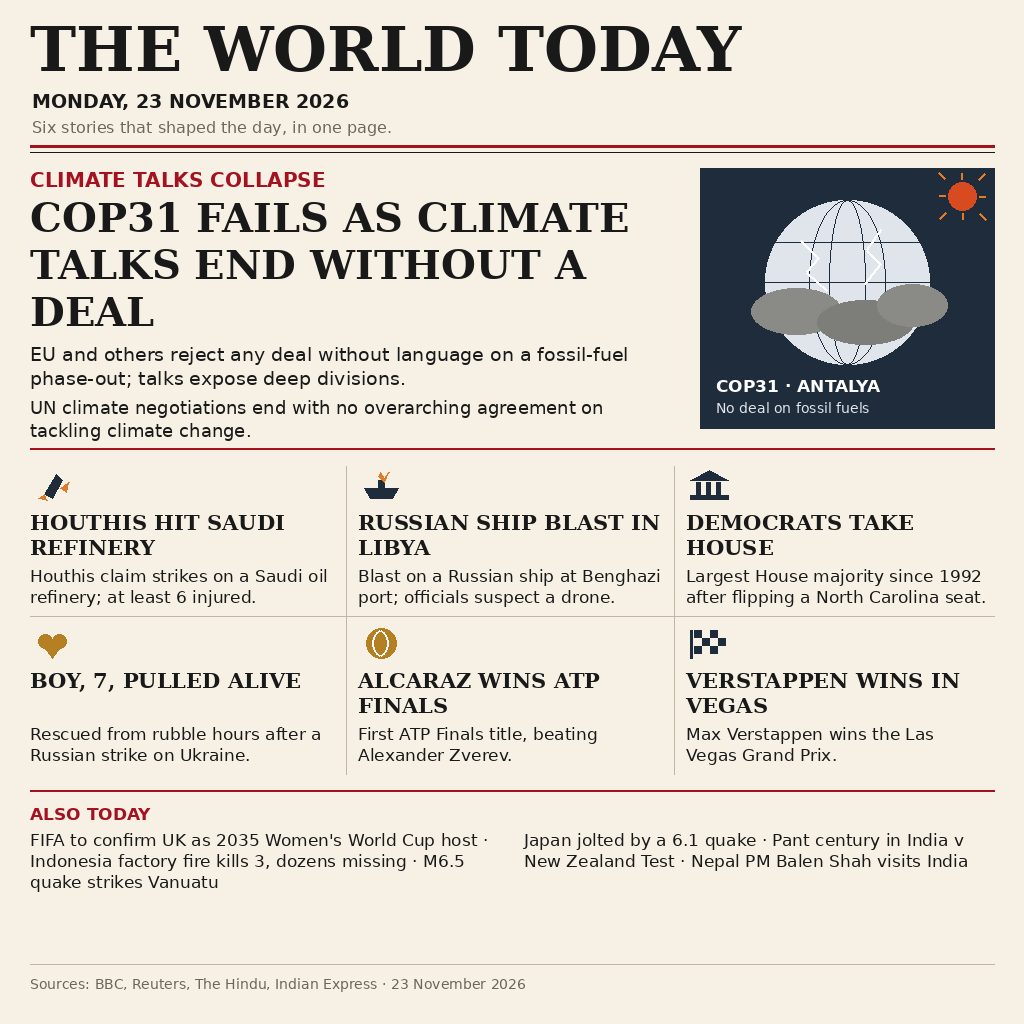 THE WORLD TODAY
MONDAY, 23 NOVEMBER 2026
Six stories that shaped the day, in one page.
CLIMATE TALKS COLLAPSE
COP31 FAILS AS CLIMATE
TALKS END WITHOUT A
DEAL
EU and others reject any deal without language on a fossil-fuel
phase-out; talks expose deep divisions.
UN climate negotiations end with no overarching agreement on
tackling climate change.
COP31 · ANTALYA
No deal on fossil fuels
HOUTHIS HIT SAUDI
REFINERY
Houthis claim strikes on a Saudi oil
refinery; at least 6 injured.
RUSSIAN SHIP BLAST IN
LIBYA
Blast on a Russian ship at Benghazi
port; officials suspect a drone.
DEMOCRATS TAKE
HOUSE
Largest House majority since 1992
after flipping a North Carolina seat.
BOY, 7, PULLED ALIVE
Rescued from rubble hours after a
Russian strike on Ukraine.
ALCARAZ WINS ATP
FINALS
First ATP Finals title, beating
Alexander Zverev.
VERSTAPPEN WINS IN
VEGAS
Max Verstappen wins the Las
Vegas Grand Prix.
ALSO TODAY
FIFA to confirm UK as 2035 Women's World Cup host ·
Indonesia factory fire kills 3, dozens missing · M6.5
quake strikes Vanuatu
Japan jolted by a 6.1 quake · Pant century in India v
New Zealand Test · Nepal PM Balen Shah visits India
Sources: BBC, Reuters, The Hindu, Indian Express · 23 November 2026